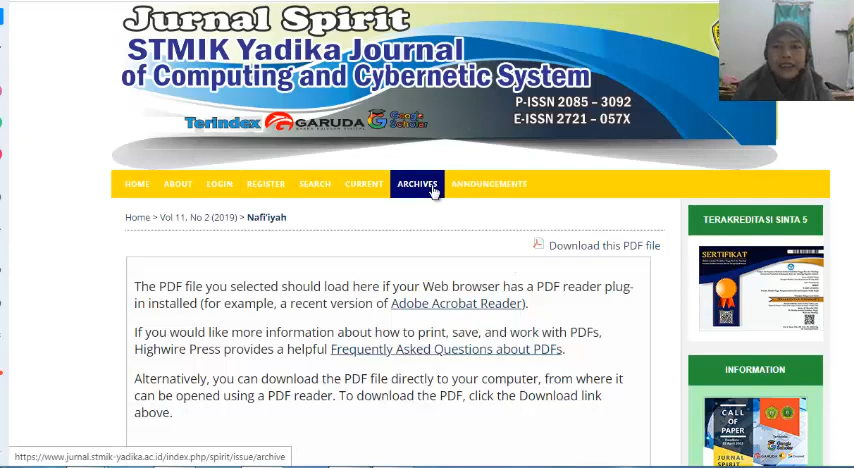 Jurnal Spirit
STMIK Yadika Journal
of Computing and Cybernetic System
P-ISSN 2085 – 3092
E-ISSN 2721 – 057X
Terindex GARUDA Google Scholar
HOME ABOUT LOGIN REGISTER SEARCH CURRENT ARCHIVES ANNOUNCEMENTS
Home > Vol 11, No 2 (2019) > Nafi'iyah
Download this PDF file
The PDF file you selected should load here if your Web browser has a PDF reader plug-
in installed (for example, a recent version of Adobe Acrobat Reader).
If you would like more information about how to print, save, and work with PDFs,
Highwire Press provides a helpful Frequently Asked Questions about PDFs.
Alternatively, you can download the PDF file directly to your computer, from where it
can be opened using a PDF reader. To download the PDF, click the Download link
above.
TERAKREDITASI SINTA 5
SERTIFIKAT
INFORMATION
CALL
OF
PAPER
JURNAL
SPIRIT
GARUDA
https://www.jurnal.stmik-yadika.ac.id/index.php/spirit/issue/archive